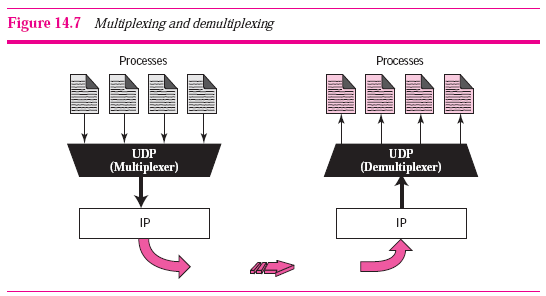 Figure 14.7 Multiplexing and demultiplexing
Processes
Processes
UDP
(Multiplexer)
UDP
(Demultiplexer)
IP
IP